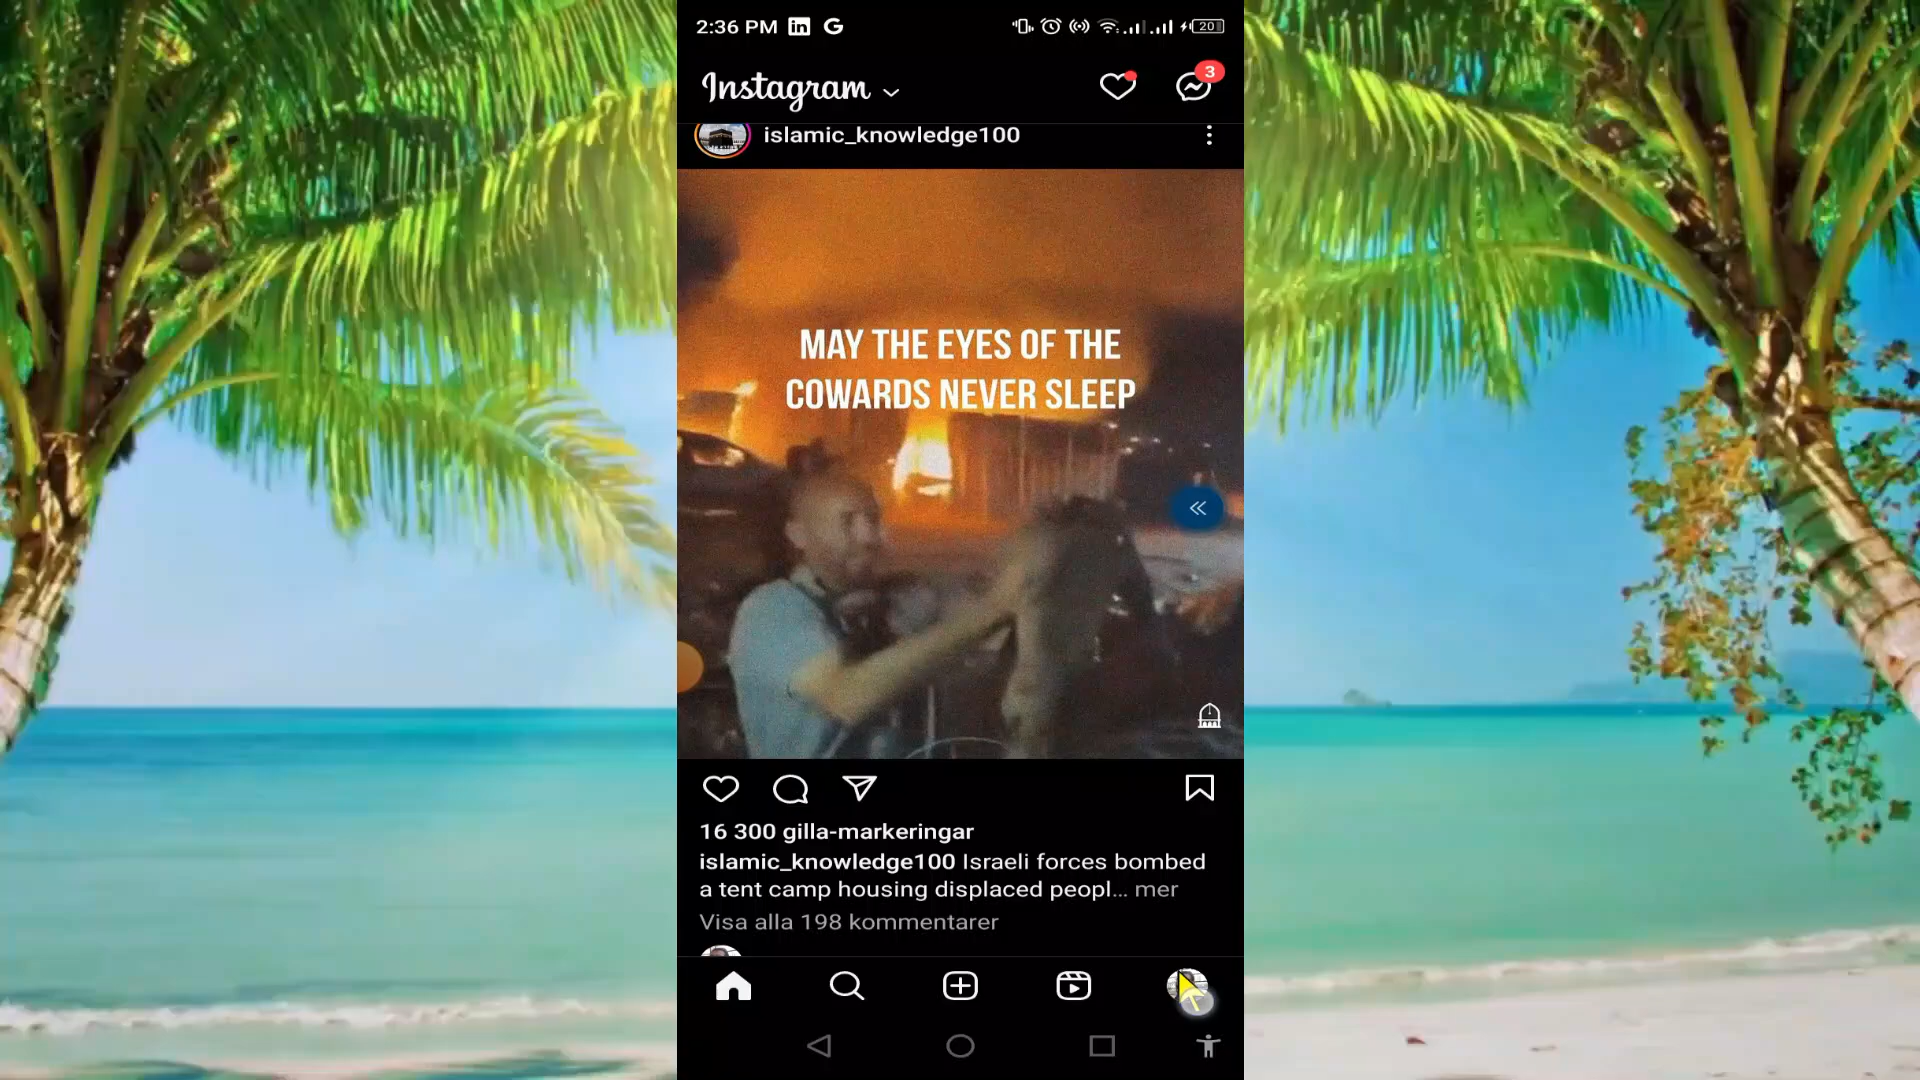 2:36 PM
20
Instagram
3
islamic_knowledge100
MAY THE EYES OF THE
COWARDS NEVER SLEEP
16 300 gilla-markeringar
islamic_knowledge100 Israeli forces bombed
a tent camp housing displaced peopl... mer
Visa alla 198 kommentarer